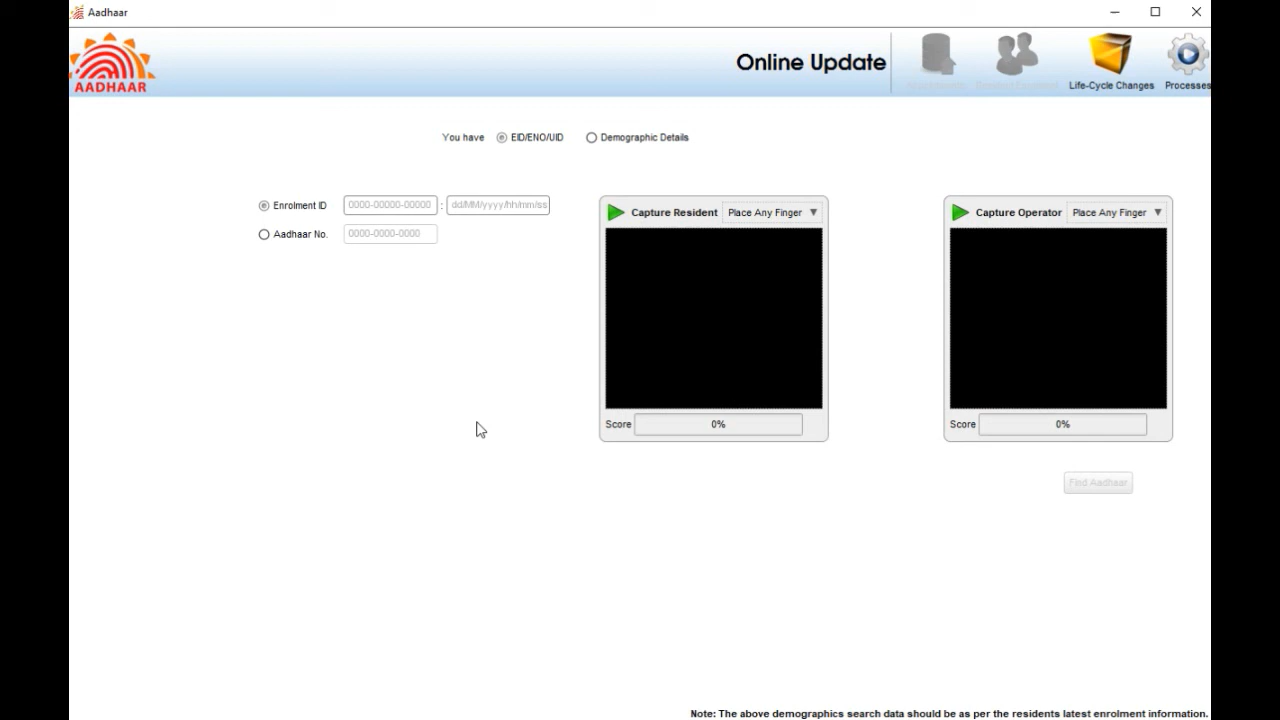 Aadhaar
AADHAAR
Online Update
Life-Cycle Changes
Processes
You have EID/ENO/UID Demographic Details
Enrolment ID 0000-00000-00000 : dd/MM/yyyy/hh/mm/ss
Aadhaar No. 0000-0000-0000
Capture Resident Place Any Finger
Score 0%
Capture Operator Place Any Finger
Score 0%
Find Aadhaar
Note: The above demographics search data should be as per the residents latest enrolment information.